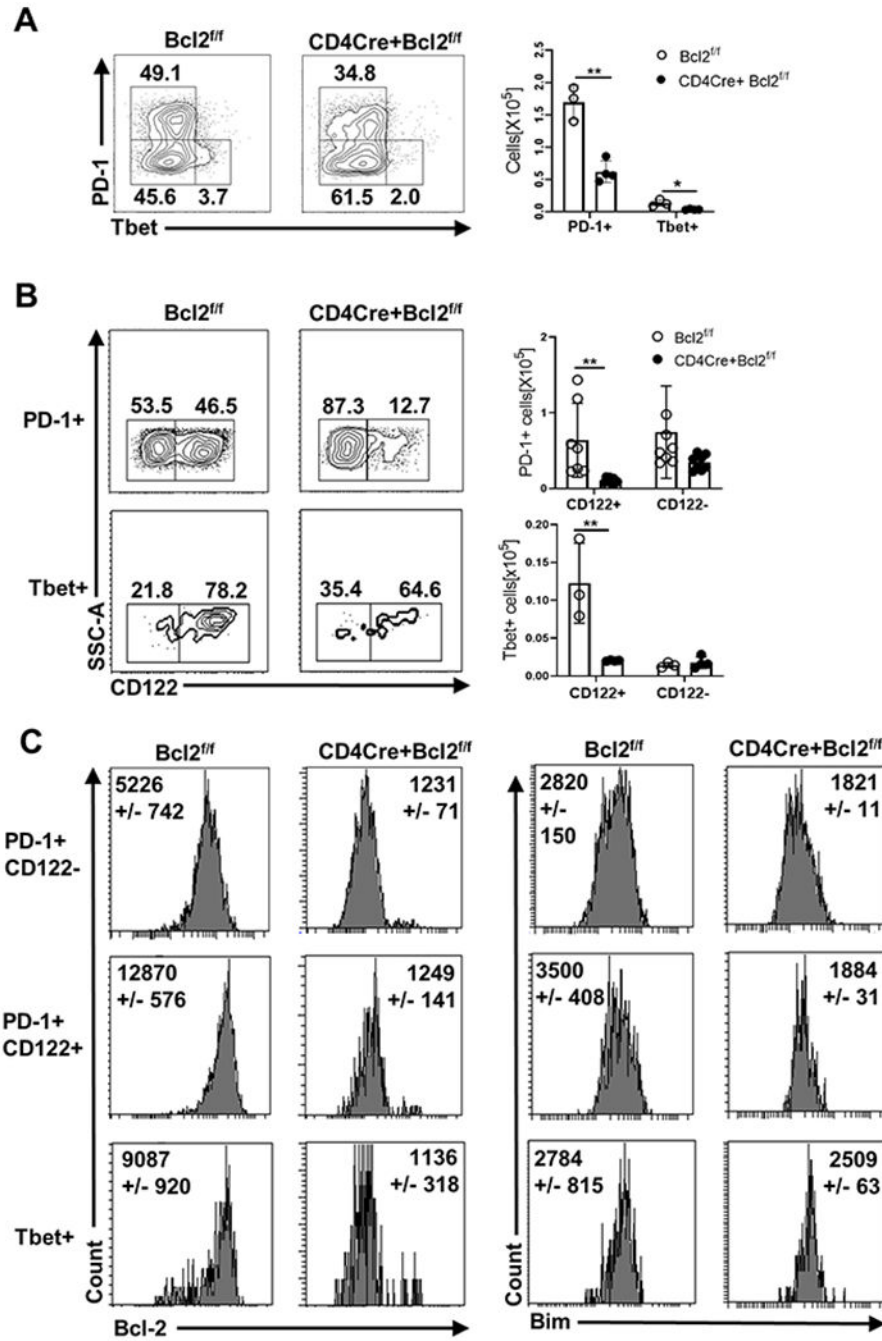 A
Bcl2f/f
CD4Cre+Bcl2f/f
49.1
34.8
45.6 3.7
61.5 2.0
PD-1
Tbet
Cells[X10^5]
2.5
2.0
1.5
1.0
0.5
0.0
Bcl2f/f
CD4Cre+ Bcl2f/f
**
*
PD-1+ Tbet+
B
Bcl2f/f
CD4Cre+Bcl2f/f
PD-1+
53.5 46.5
87.3 12.7
Tbet+
21.8 78.2
35.4 64.6
SSC-A
CD122
PD-1+ cells[X10^5]
2
1
0
Bcl2f/f
CD4Cre+Bcl2f/f
**
CD122+ CD122-
Tbet+ cells[x10^5]
0.20
0.15
0.10
0.05
0.00
**
CD122+ CD122-
C
Bcl2f/f
CD4Cre+Bcl2f/f
Bcl2f/f
CD4Cre+Bcl2f/f
PD-1+
CD122-
5226
+/- 742
1231
+/- 71
2820
+/-
150
1821
+/- 11
PD-1+
CD122+
12870
+/- 576
1249
+/- 141
3500
+/- 408
1884
+/- 31
Tbet+
9087
+/- 920
1136
+/- 318
2784
+/- 815
2509
+/- 63
Count
Bcl-2
Count
Bim